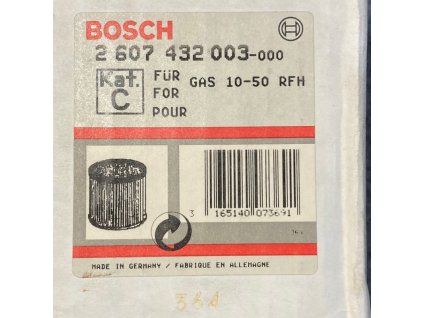 BOSCH
2 607 432 003-000
Kat. C
FÜR
FOR
POUR
GAS 10-50 RFH
3 165140 073691
MADE IN GERMANY / FABRIQUE EN ALLEMAGNE